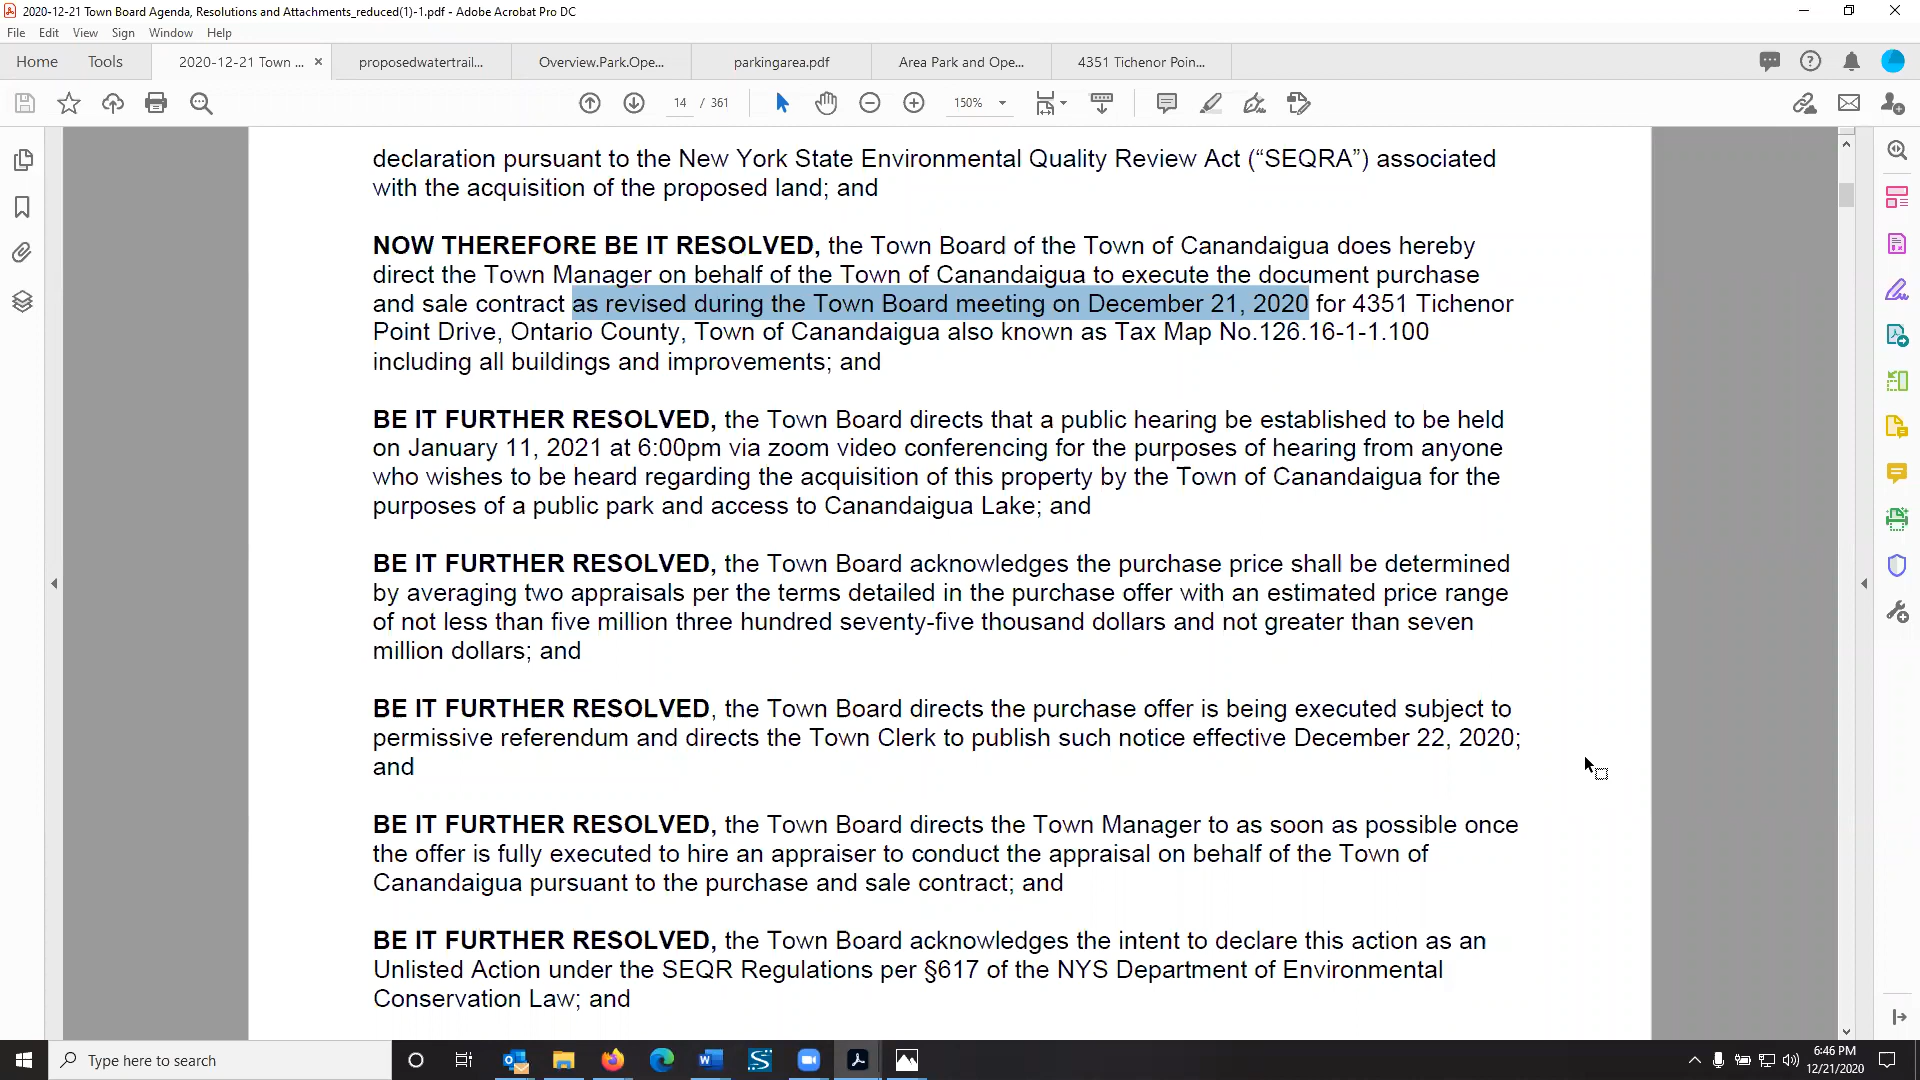 2020-12-21 Town Board Agenda, Resolutions and Attachments_reduced(1)-1.pdf - Adobe Acrobat Pro DC
File Edit View Sign Window Help
Home Tools 2020-12-21 Town ... × proposedwatertrail... Overview.Park.Ope... parkingarea.pdf Area Park and Ope... 4351 Tichenor Poin...
14 / 361 150%
declaration pursuant to the New York State Environmental Quality Review Act (“SEQRA”) associated
with the acquisition of the proposed land; and
NOW THEREFORE BE IT RESOLVED, the Town Board of the Town of Canandaigua does hereby
direct the Town Manager on behalf of the Town of Canandaigua to execute the document purchase
and sale contract as revised during the Town Board meeting on December 21, 2020 for 4351 Tichenor
Point Drive, Ontario County, Town of Canandaigua also known as Tax Map No.126.16-1-1.100
including all buildings and improvements; and
BE IT FURTHER RESOLVED, the Town Board directs that a public hearing be established to be held
on January 11, 2021 at 6:00pm via zoom video conferencing for the purposes of hearing from anyone
who wishes to be heard regarding the acquisition of this property by the Town of Canandaigua for the
purposes of a public park and access to Canandaigua Lake; and
BE IT FURTHER RESOLVED, the Town Board acknowledges the purchase price shall be determined
by averaging two appraisals per the terms detailed in the purchase offer with an estimated price range
of not less than five million three hundred seventy-five thousand dollars and not greater than seven
million dollars; and
BE IT FURTHER RESOLVED, the Town Board directs the purchase offer is being executed subject to
permissive referendum and directs the Town Clerk to publish such notice effective December 22, 2020;
and
BE IT FURTHER RESOLVED, the Town Board directs the Town Manager to as soon as possible once
the offer is fully executed to hire an appraiser to conduct the appraisal on behalf of the Town of
Canandaigua pursuant to the purchase and sale contract; and
BE IT FURTHER RESOLVED, the Town Board acknowledges the intent to declare this action as an
Unlisted Action under the SEQR Regulations per §617 of the NYS Department of Environmental
Conservation Law; and
Type here to search
6:46 PM
12/21/2020